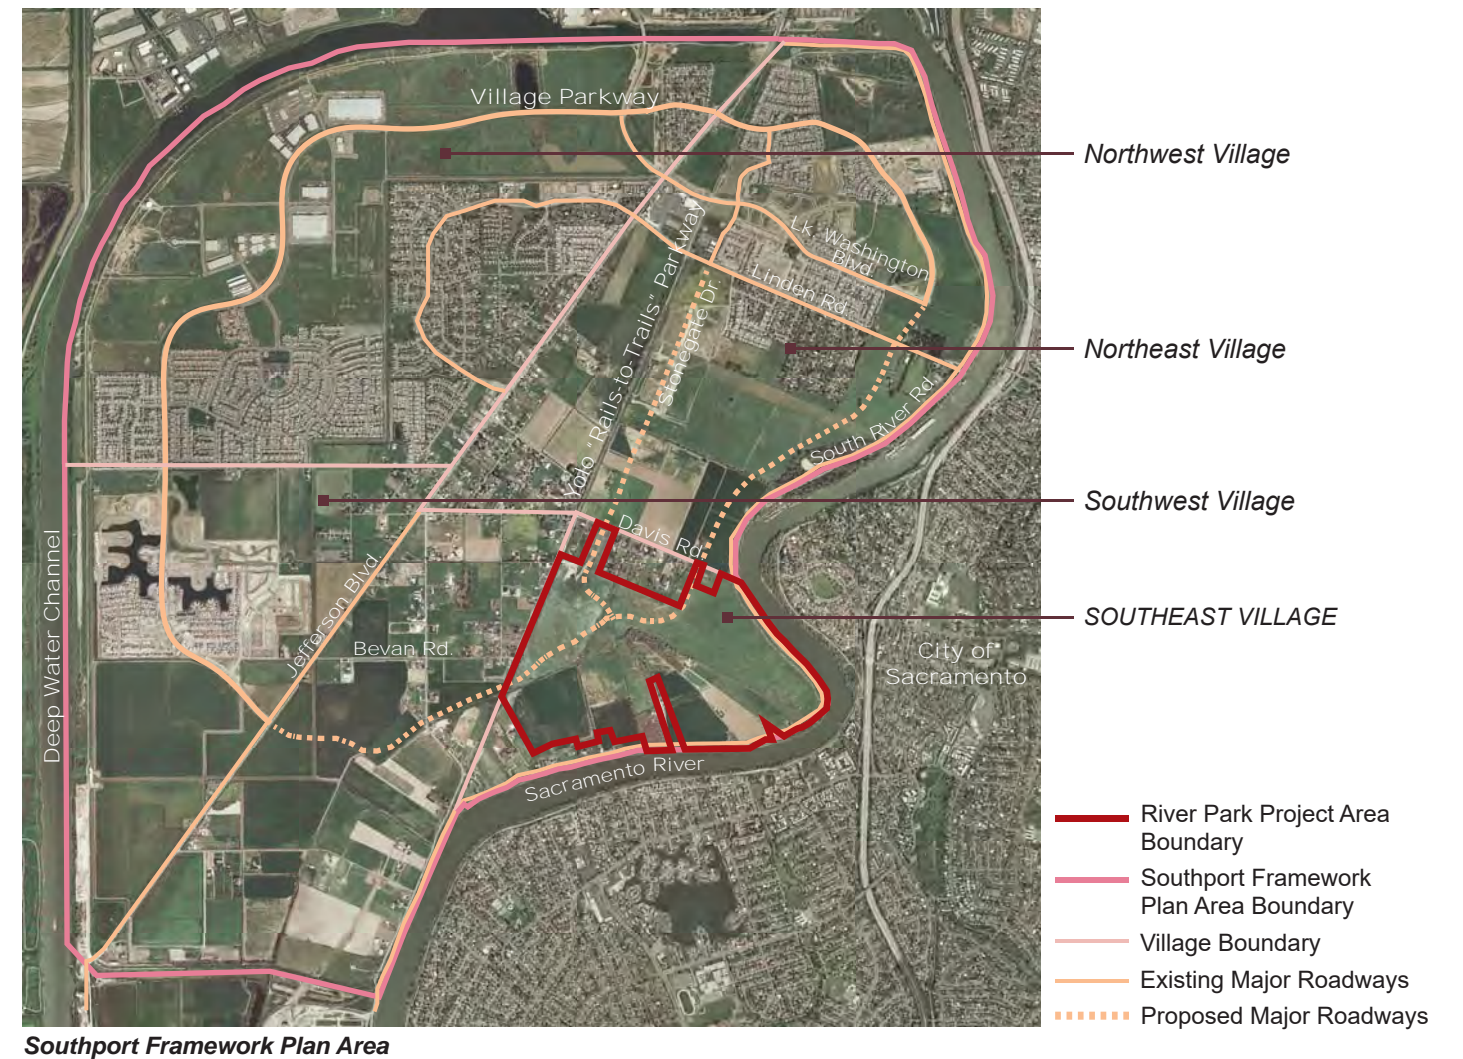 Village Parkway
Northwest Village
Lk. Washington
Blvd
Linden Rd.
Yolo "Rails-to-Trails" Parkway
Stonegate Dr.
Northeast Village
South River Rd.
Southwest Village
Davis Rd.
Deep Water Channel
Jefferson Blvd.
Bevan Rd.
SOUTHEAST VILLAGE
City of
Sacramento
Sacramento River
River Park Project Area
Boundary
Southport Framework
Plan Area Boundary
Village Boundary
Existing Major Roadways
Proposed Major Roadways
Southport Framework Plan Area